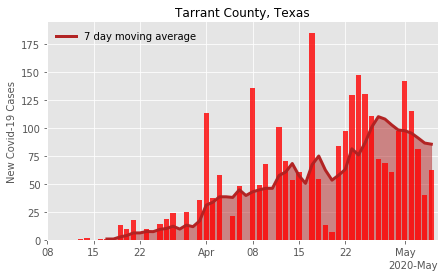 Tarrant County, Texas
7 day moving average
New Covid-19 Cases
175
150
125
100
75
50
25
0
08 15 22 Apr 08 15 22 May
2020-May